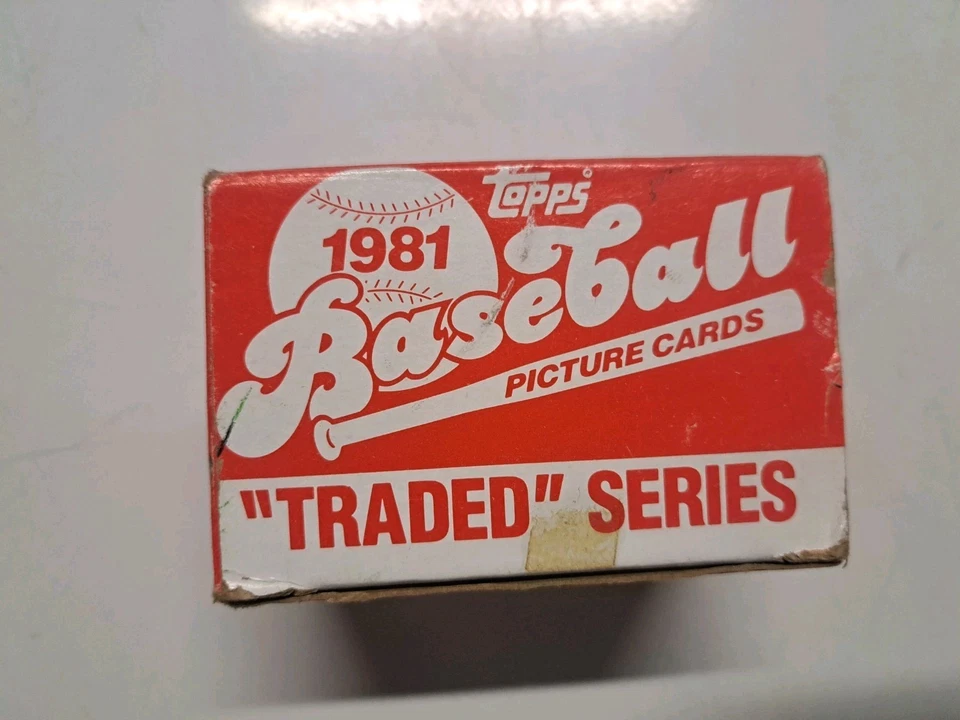 topps®
1981
Baseball
PICTURE CARDS
"TRADED" SERIES